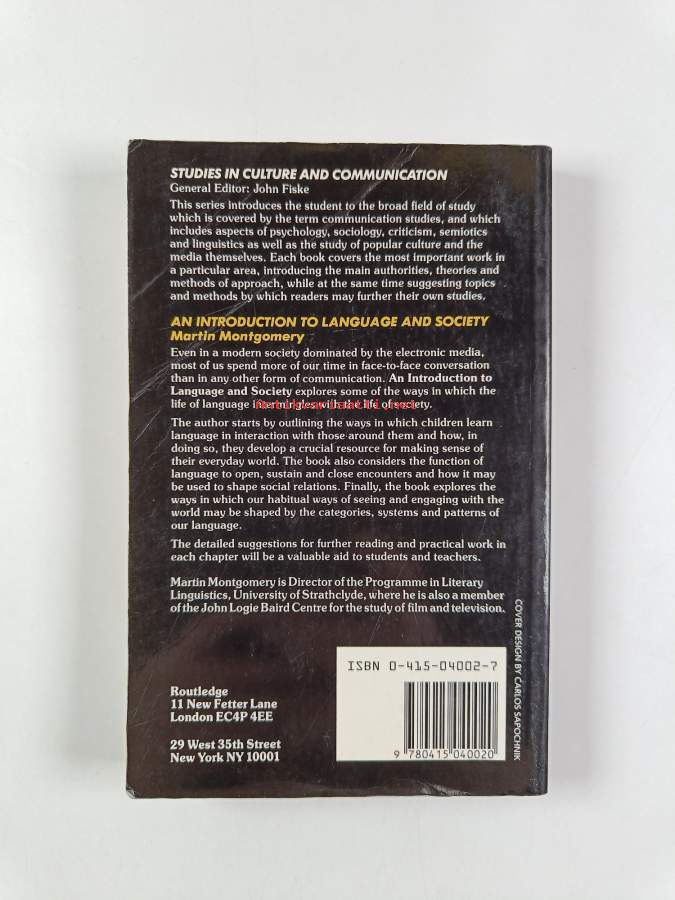 STUDIES IN CULTURE AND COMMUNICATION
General Editor: John Fiske
This series introduces the student to the broad field of study
which is covered by the term communication studies, and which
includes aspects of psychology, sociology, criticism, semiotics
and linguistics as well as the study of popular culture and the
media themselves. Each book covers the most important work in
a particular area, introducing the main authorities, theories and
methods of approach, while at the same time suggesting topics
and methods by which readers may further their own studies.
AN INTRODUCTION TO LANGUAGE AND SOCIETY
Martin Montgomery
Even in a modern society dominated by the electronic media,
most of us spend more of our time in face-to-face conversation
than in any other form of communication. An Introduction to
Language and Society explores some of the ways in which the
life of language intermingles with the life of society.
The author starts by outlining the ways in which children learn
language in interaction with those around them and how, in
doing so, they develop a crucial resource for making sense of
their everyday world. The book also considers the function of
language to open, sustain and close encounters and how it may
be used to shape social relations. Finally, the book explores the
ways in which our habitual ways of seeing and engaging with the
world may be shaped by the categories, systems and patterns of
our language.
The detailed suggestions for further reading and practical work in
each chapter will be a valuable aid to students and teachers.
Martin Montgomery is Director of the Programme in Literary
Linguistics, University of Strathclyde, where he is also a member
of the John Logie Baird Centre for the study of film and television.
COVER DESIGN BY CARLOS SAPOCHNIK
ISBN 0-415-04002-7
9 780415 040020
Routledge
11 New Fetter Lane
London EC4P 4EE
29 West 35th Street
New York NY 10001